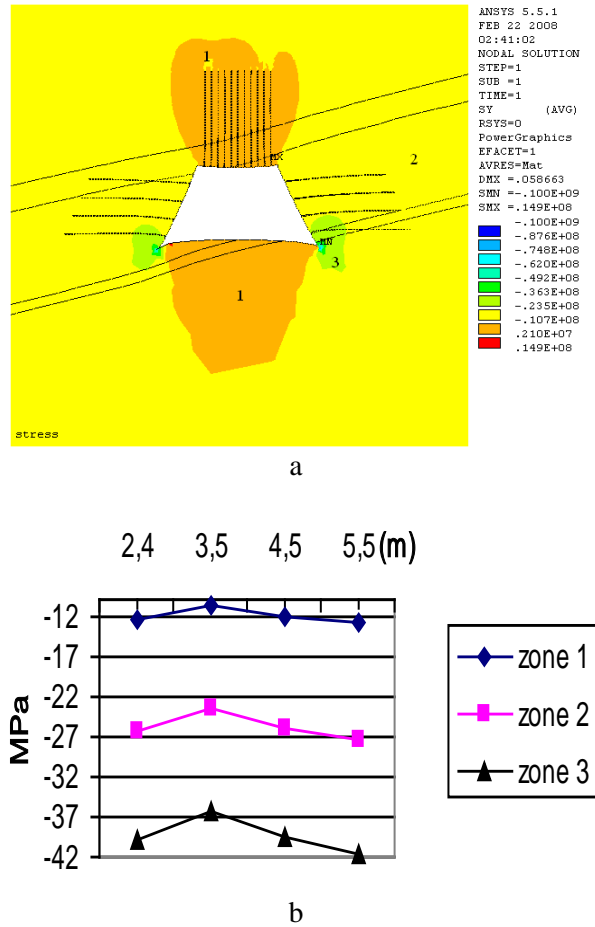 ANSYS 5.5.1
FEB 22 2008
02:41:02
NODAL SOLUTION
STEP=1
SUB =1
TIME=1
SY (AVG)
RSYS=0
PowerGraphics
EFACET=1
AVRES=Mat
DMX =.058663
SMN =-.100E+09
SMX =.149E+08
-.100E+09
-.876E+08
-.748E+08
-.620E+08
-.492E+08
-.363E+08
-.235E+08
-.107E+08
.210E+07
.149E+08
1
MX
2
MN
3
1
stress
a
2,4 3,5 4,5 5,5 (m)
MPa
-12
-17
-22
-27
-32
-37
-42
zone 1
zone 2
zone 3
b